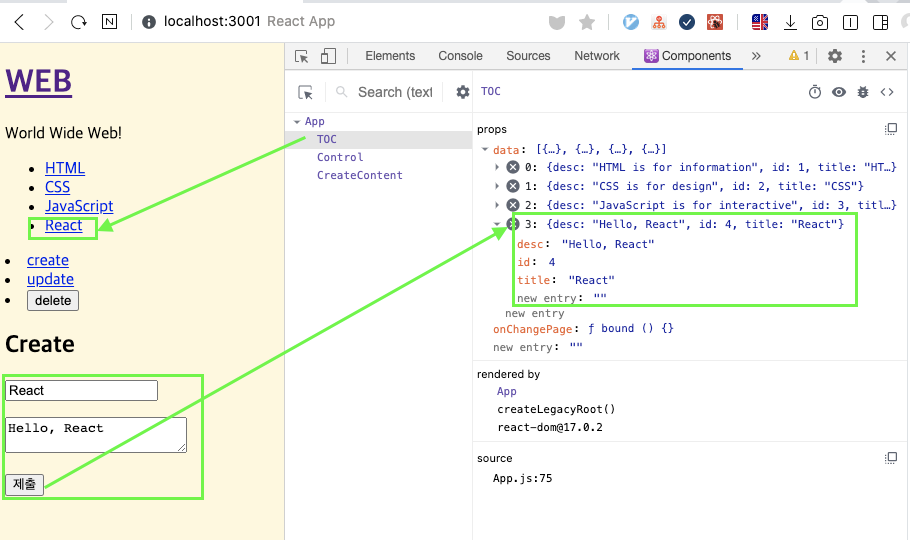 localhost:3001 React App
Elements Console Sources Network Components » 1
WEB
World Wide Web!
HTML
CSS
JavaScript
React
create
update
delete
Create
React
Hello, React
제출
Search (text
App
TOC
Control
CreateContent
TOC
props
data: [{…}, {…}, {…}, {…}]
0: {desc: "HTML is for information", id: 1, title: "HT…}
1: {desc: "CSS is for design", id: 2, title: "CSS"}
2: {desc: "JavaScript is for interactive", id: 3, titl…}
3: {desc: "Hello, React", id: 4, title: "React"}
desc: "Hello, React"
id: 4
title: "React"
new entry: ""
new entry
onChangePage: ƒ bound () {}
new entry: ""
rendered by
App
createLegacyRoot()
react-dom@17.0.2
source
App.js:75